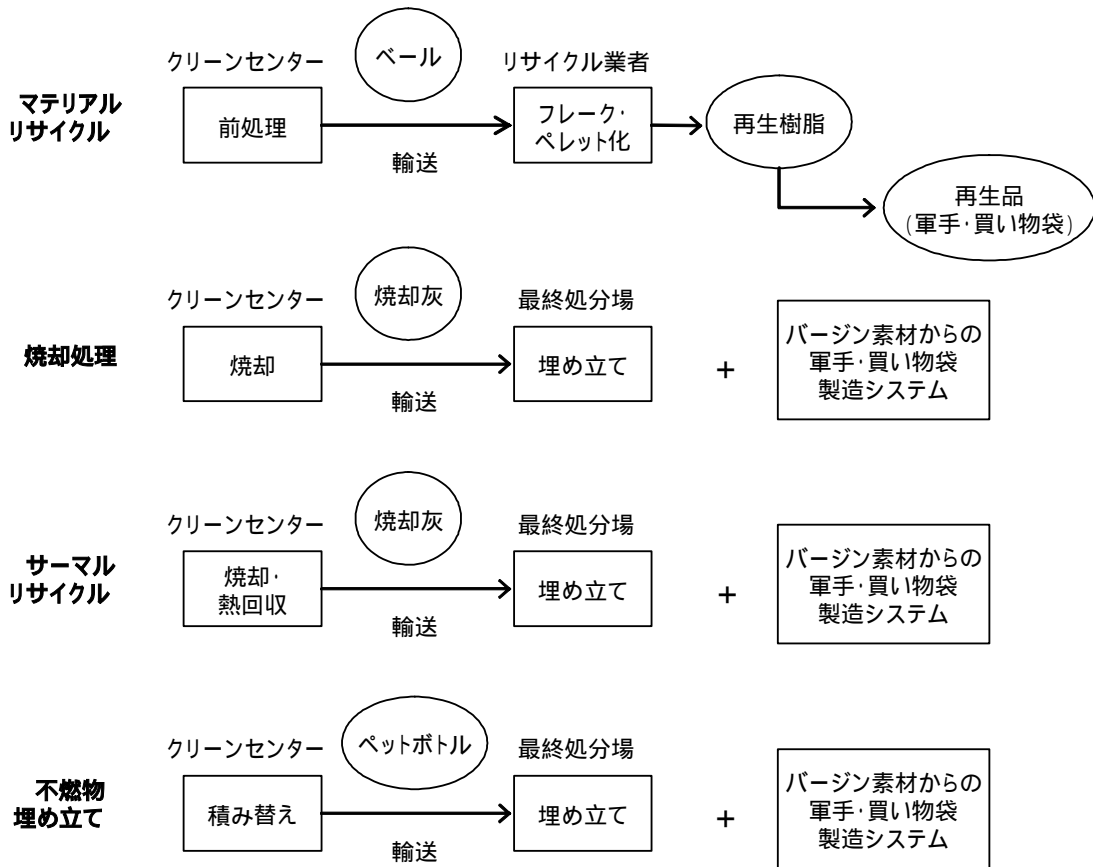 クリーンセンター
ベール
リサイクル業者
マテリアル
リサイクル
前処理
輸送
フレーク・
ペレット化
再生樹脂
再生品
(軍手・買い物袋)
クリーンセンター
焼却灰
最終処分場
焼却処理
焼却
輸送
埋め立て
+
バージン素材からの
軍手・買い物袋
製造システム
クリーンセンター
焼却灰
最終処分場
サーマル
リサイクル
焼却・
熱回収
輸送
埋め立て
+
バージン素材からの
軍手・買い物袋
製造システム
クリーンセンター
ペットボトル
最終処分場
不燃物
埋め立て
積み替え
輸送
埋め立て
+
バージン素材からの
軍手・買い物袋
製造システム